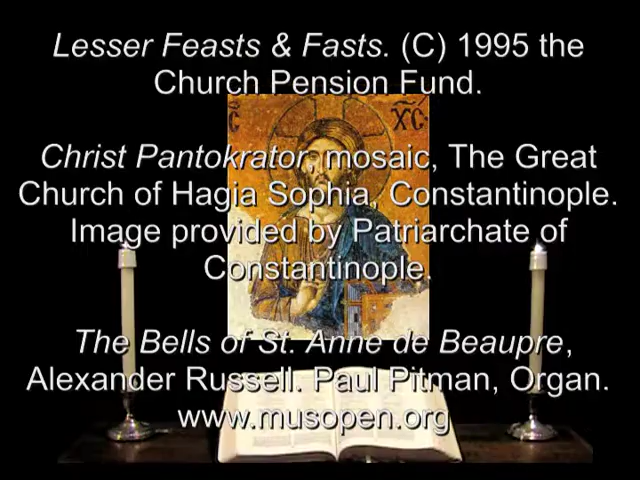 Lesser Feasts & Fasts. (C) 1995 the
Church Pension Fund.
Christ Pantokrator, mosaic, The Great
Church of Hagia Sophia, Constantinople.
Image provided by Patriarchate of
Constantinople.
The Bells of St. Anne de Beaupre,
Alexander Russell. Paul Pitman, Organ.
www.musopen.org